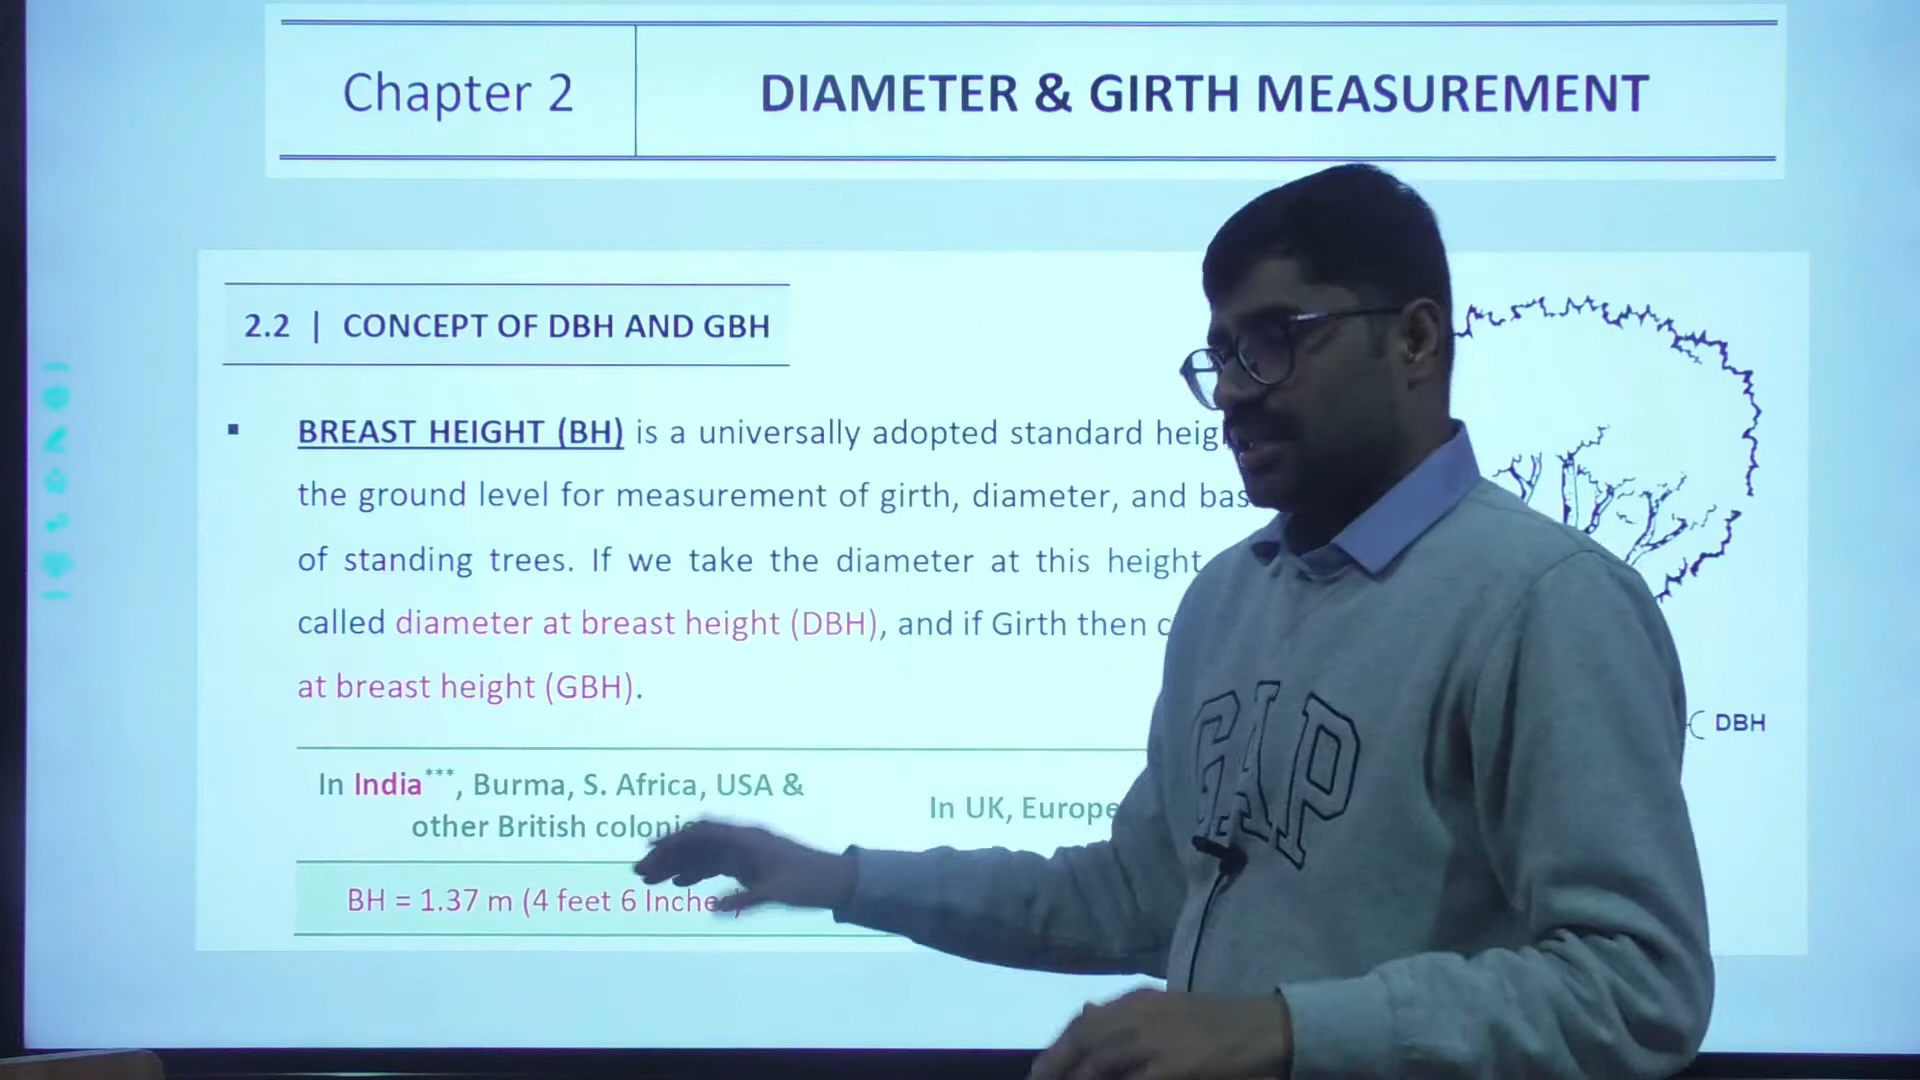 Chapter 2
DIAMETER & GIRTH MEASUREMENT
2.2 | CONCEPT OF DBH AND GBH
▪ BREAST HEIGHT (BH) is a universally adopted standard
the ground level for measurement of girth, diameter, and
of standing trees. If we take the diameter at this height
called diameter at breast height (DBH), and if Girth then
at breast height (GBH).
DBH
In India***, Burma, S. Africa, USA &
other British
In UK, Europe
BH = 1.37 m (4 feet 6
GAP